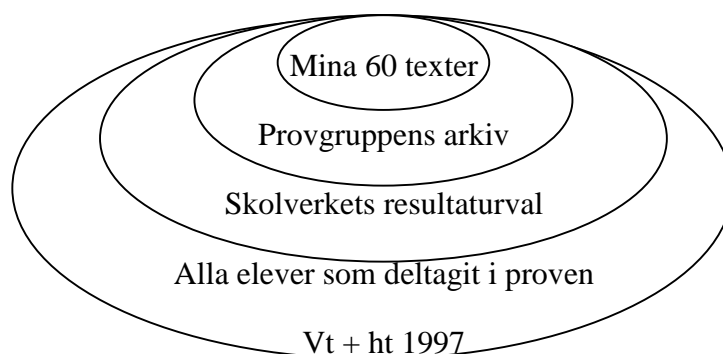 Mina 60 texter
Provgruppens arkiv
Skolverkets resultaturval
Alla elever som deltagit i proven
Vt + ht 1997